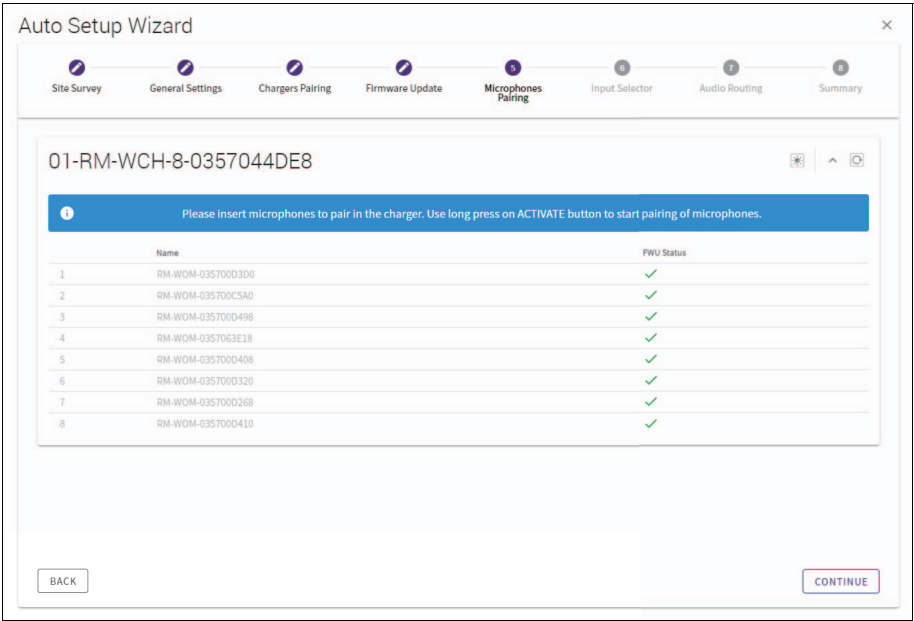 Auto Setup Wizard
5 6 7 8
Site Survey General Settings Chargers Pairing Firmware Update Microphones Pairing Input Selector Audio Routing Summary
01-RM-WCH-8-0357044DE8
Please insert microphones to pair in the charger. Use long press on ACTIVATE button to start pairing of microphones.
Name FWU Status
1 RM-WOM-035700D3D0
2 RM-WOM-035700C5A0
3 RM-WOM-035700D498
4 RM-WOM-0357063E18
5 RM-WOM-035700D408
6 RM-WOM-035700D320
7 RM-WOM-035700D268
8 RM-WOM-035700D410
BACK CONTINUE